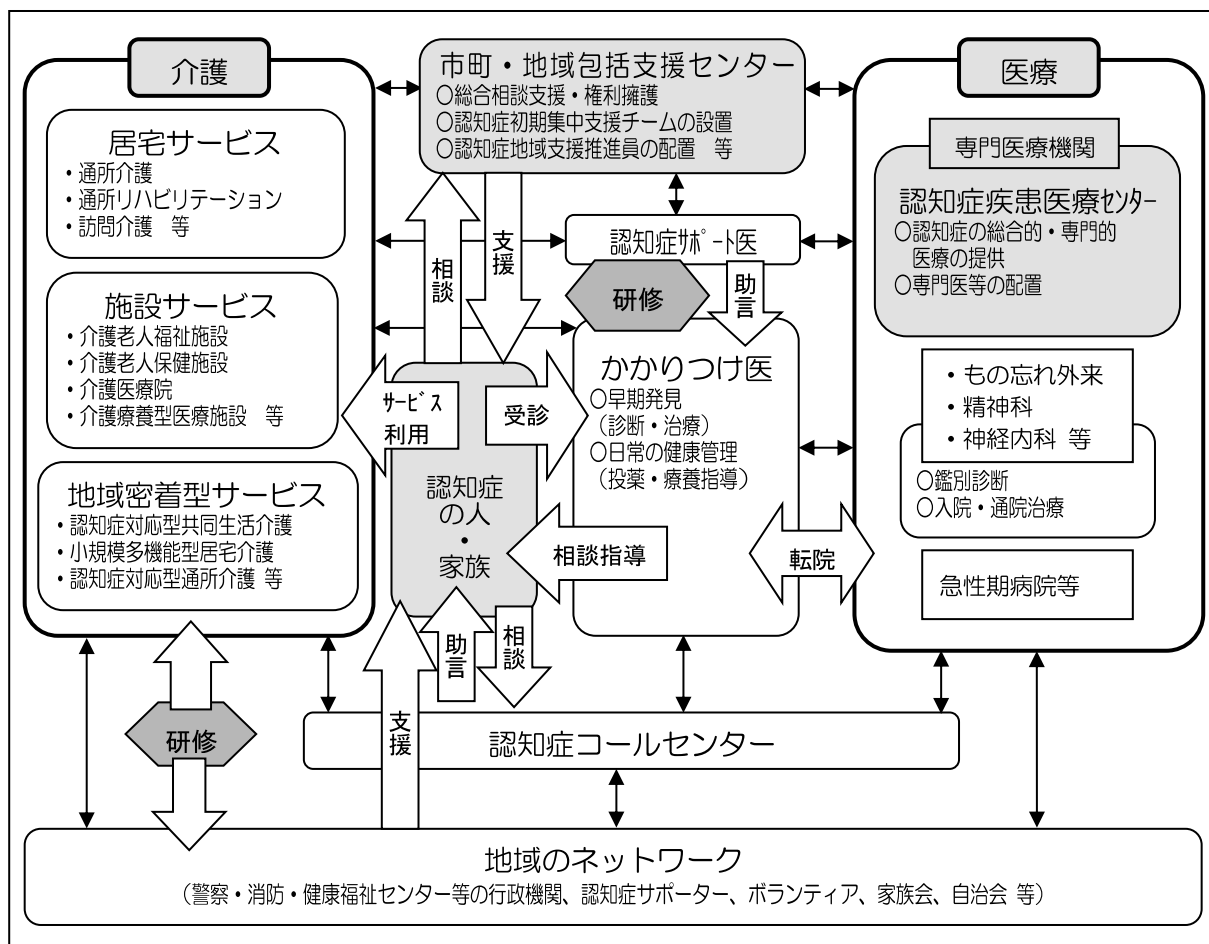 介護
居宅サービス
・通所介護
・通所リハビリテーション
・訪問介護　等
施設サービス
・介護老人福祉施設
・介護老人保健施設
・介護医療院
・介護療養型医療施設　等
地域密着型サービス
・認知症対応型共同生活介護
・小規模多機能型居宅介護
・認知症対応型通所介護 等
市町・地域包括支援センター
○総合相談支援・権利擁護
○認知症初期集中支援チームの設置
○認知症地域支援推進員の配置　等
相談
支援
認知症ｻﾎﾟｰﾄ医
研修
助言
かかりつけ医
○早期発見
（診断・治療）
○日常の健康管理
（投薬・療養指導）
ｻｰﾋﾞｽ
利用
受診
認知症
の人
・
家族
相談指導
転院
助言
相談
支援
医療
専門医療機関
認知症疾患医療ｾﾝﾀｰ
○認知症の総合的・専門的
医療の提供
○専門医等の配置
・もの忘れ外来
・精神科
・神経内科 等
○鑑別診断
○入院・通院治療
急性期病院等
研修
認知症コールセンター
地域のネットワーク
（警察・消防・健康福祉センター等の行政機関、認知症サポーター、ボランティア、家族会、自治会 等）